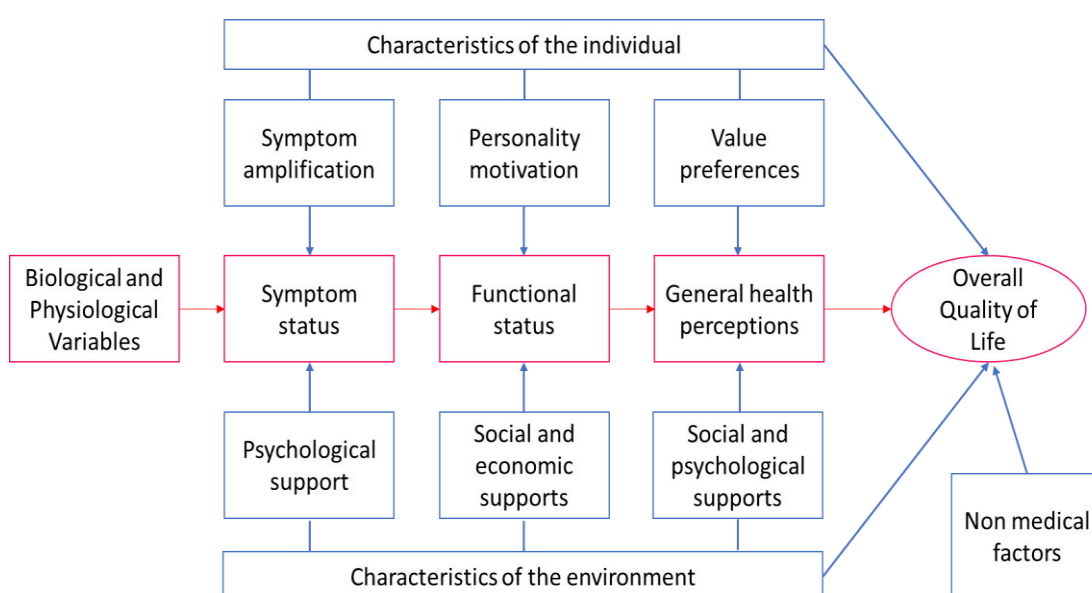 Characteristics of the individual
Symptom
amplification
Personality
motivation
Value
preferences
Biological and
Physiological
Variables
Symptom
status
Functional
status
General health
perceptions
Overall
Quality of
Life
Psychological
support
Social and
economic
supports
Social and
psychological
supports
Non medical
factors
Characteristics of the environment